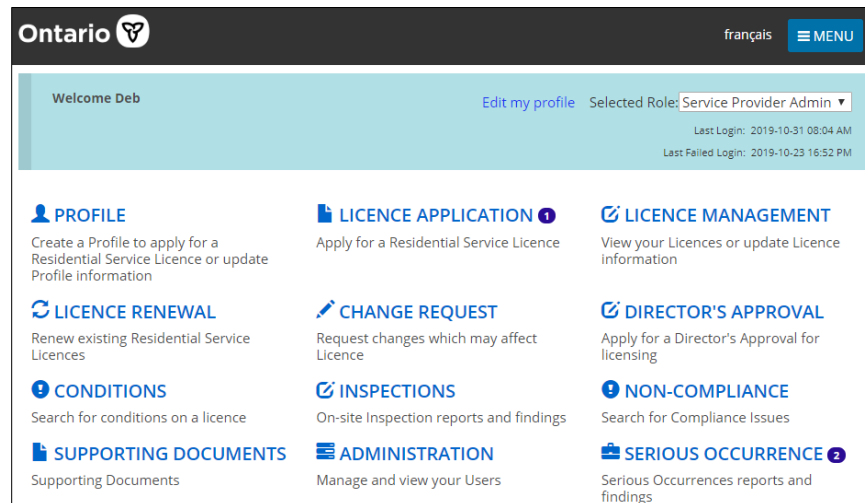 Ontario
français
MENU
Welcome Deb
Edit my profile Selected Role: Service Provider Admin
Last Login: 2019-10-31 08:04 AM
Last Failed Login: 2019-10-23 16:52 PM
PROFILE
Create a Profile to apply for a
Residential Service Licence or update
Profile information
LICENCE APPLICATION 1
Apply for a Residential Service Licence
LICENCE MANAGEMENT
View your Licences or update Licence
information
LICENCE RENEWAL
Renew existing Residential Service
Licences
CHANGE REQUEST
Request changes which may affect
Licence
DIRECTOR'S APPROVAL
Apply for a Director's Approval for
licensing
CONDITIONS
Search for conditions on a licence
INSPECTIONS
On-site Inspection reports and findings
NON-COMPLIANCE
Search for Compliance Issues
SUPPORTING DOCUMENTS
Supporting Documents
ADMINISTRATION
Manage and view your Users
SERIOUS OCCURRENCE 2
Serious Occurrences reports and
findings